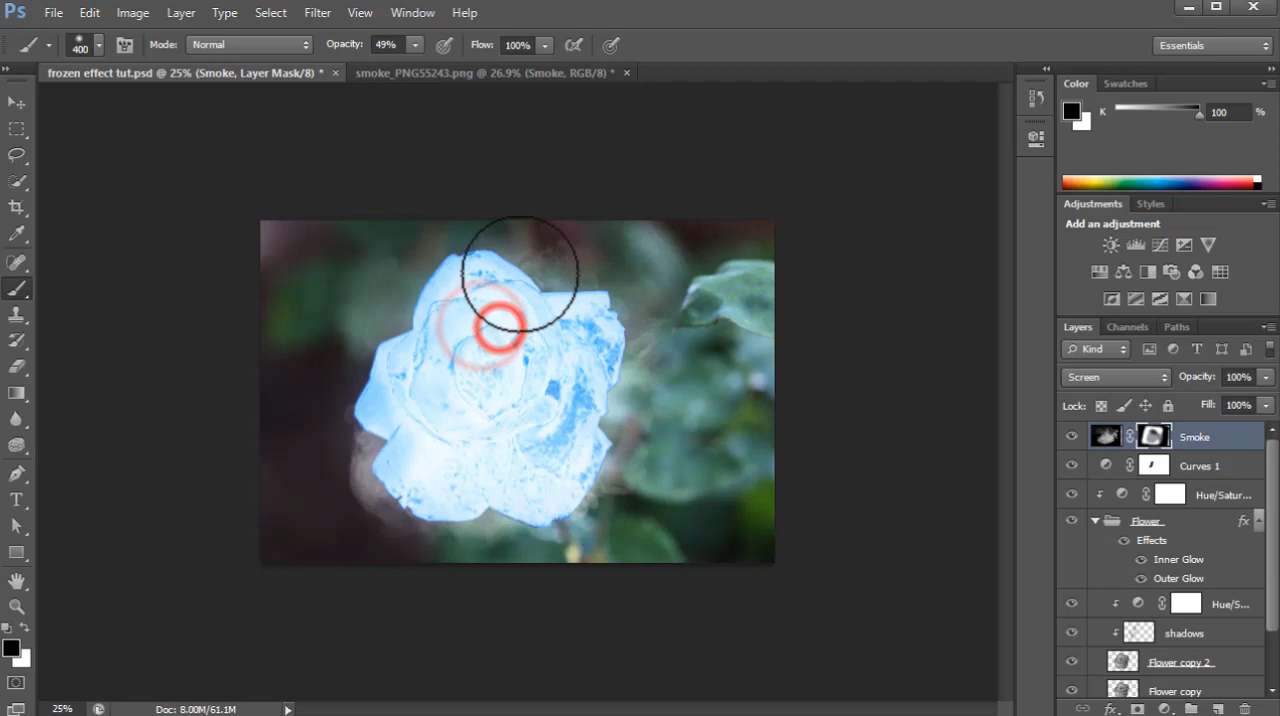 Ps File Edit Image Layer Type Select Filter View Window Help
400 Mode: Normal Opacity: 49% Flow: 100% Essentials
frozen effect tut.psd @ 25% (Smoke, Layer Mask/8) * × smoke_PNG55243.png @ 26.9% (Smoke, RGB/8) * ×
Color Swatches
K 100 %
Adjustments Styles
Add an adjustment
Layers Channels Paths
Kind T
Screen Opacity: 100%
Lock: Fill: 100%
Smoke
Curves 1
Hue/Satur...
Flower fx
Effects
Inner Glow
Outer Glow
Hue/S...
shadows
Flower copy 2
Flower copy
T
25% Doc: 8.00M/61.1M fx